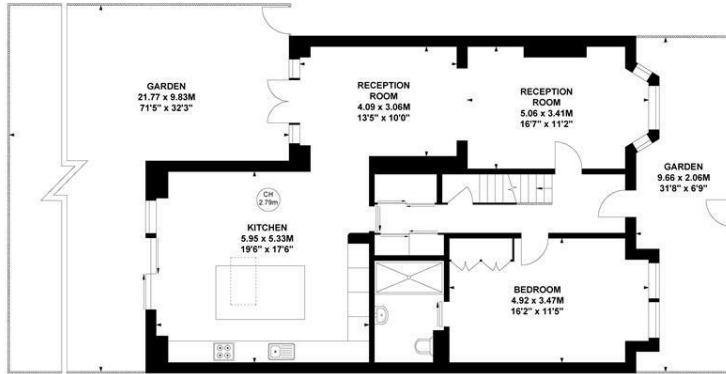 GARDEN
21.77 x 9.83M
71'5" x 32'3"
RECEPTION
ROOM
4.09 x 3.06M
13'5" x 10'0"
RECEPTION
ROOM
5.06 x 3.41M
16'7" x 11'2"
GARDEN
9.66 x 2.06M
31'8" x 6'9"
CH
2.79m
KITCHEN
5.95 x 5.33M
19'6" x 17'6"
BEDROOM
4.92 x 3.47M
16'2" x 11'5"